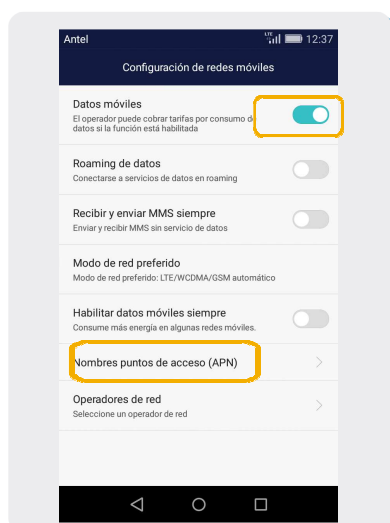 Antel LTE 12:37
Configuración de redes móviles
Datos móviles
El operador puede cobrar tarifas por consumo de
datos si la función está habilitada
Roaming de datos
Conectarse a servicios de datos en roaming
Recibir y enviar MMS siempre
Enviar y recibir MMS sin servicio de datos
Modo de red preferido
Modo de red preferido: LTE/WCDMA/GSM automático
Habilitar datos móviles siempre
Consume más energía en algunas redes móviles.
Nombres puntos de acceso (APN)
Operadores de red
Seleccione un operador de red